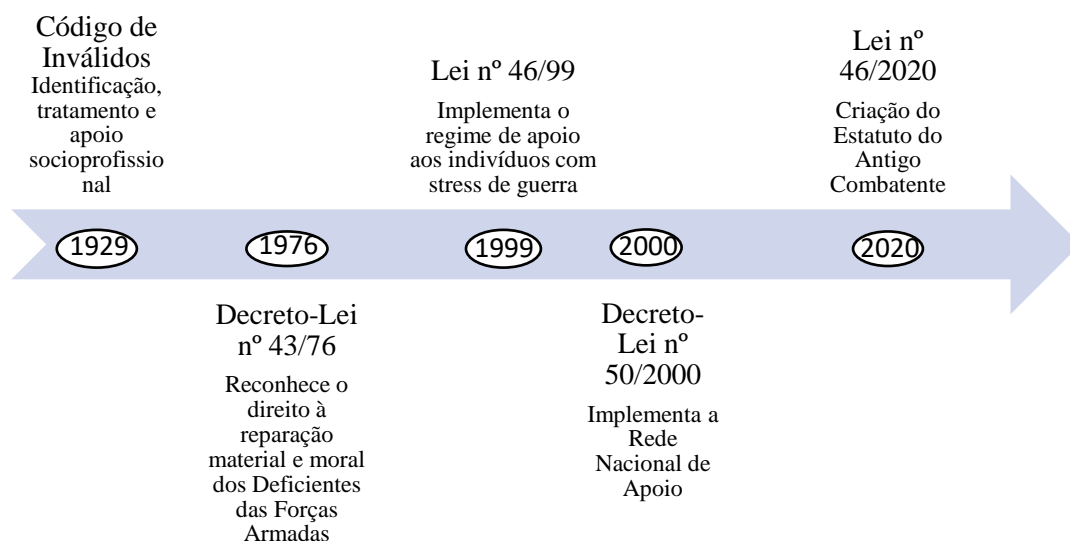 Código de
Inválidos
Identificação,
tratamento e
apoio
socioprofissio
nal
Lei nº 46/99
Implementa o
regime de apoio
aos indivíduos com
stress de guerra
Lei nº
46/2020
Criação do
Estatuto do
Antigo
Combatente
1929
1976
1999
2000
2020
Decreto-Lei
nº 43/76
Reconhece o
direito à
reparação
material e moral
dos Deficientes
das Forças
Armadas
Decreto-
Lei nº
50/2000
Implementa a
Rede
Nacional de
Apoio